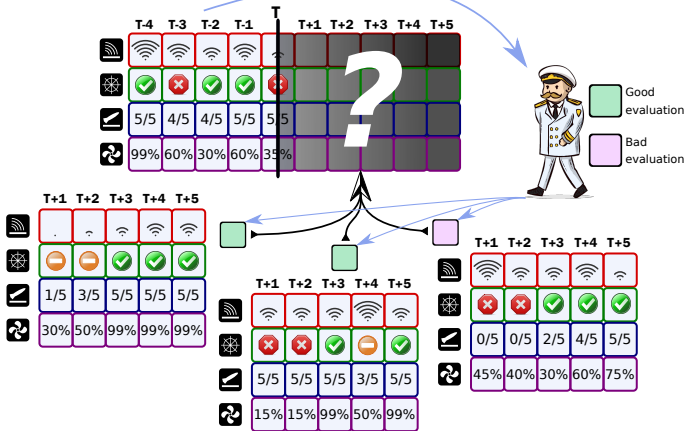 T
T-4 T-3 T-2 T-1 T+1 T+2 T+3 T+4 T+5
5/5 4/5 4/5 5/5 5/5
99% 60% 30% 60% 35%
?
Good
evaluation
Bad
evaluation
T+1 T+2 T+3 T+4 T+5
1/5 3/5 5/5 5/5 5/5
30% 50% 99% 99% 99%
T+1 T+2 T+3 T+4 T+5
5/5 5/5 5/5 3/5 5/5
15% 15% 99% 50% 99%
T+1 T+2 T+3 T+4 T+5
0/5 0/5 2/5 4/5 5/5
45% 40% 30% 60% 75%